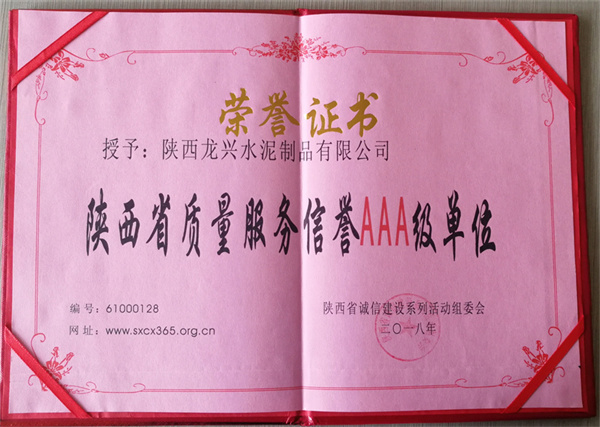 荣誉证书
授予：陕西龙兴水泥制品有限公司
陕西省质量服务信誉AAA级单位
编号：61000128
网址：www.sxcx365.org.cn
陕西省诚信建设系列活动组委会
二〇一八年